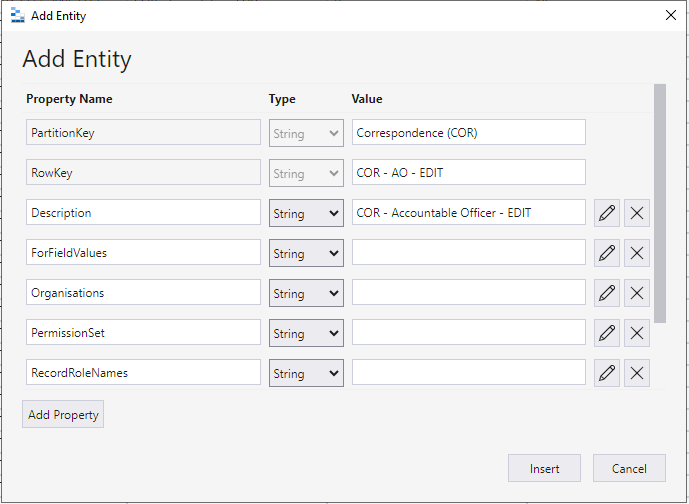 Add Entity
Add Entity
Property Name Type Value
PartitionKey String Correspondence (COR)
RowKey String COR - AO - EDIT
Description String COR - Accountable Officer - EDIT
ForFieldValues String
Organisations String
PermissionSet String
RecordRoleNames String
Add Property
Insert Cancel